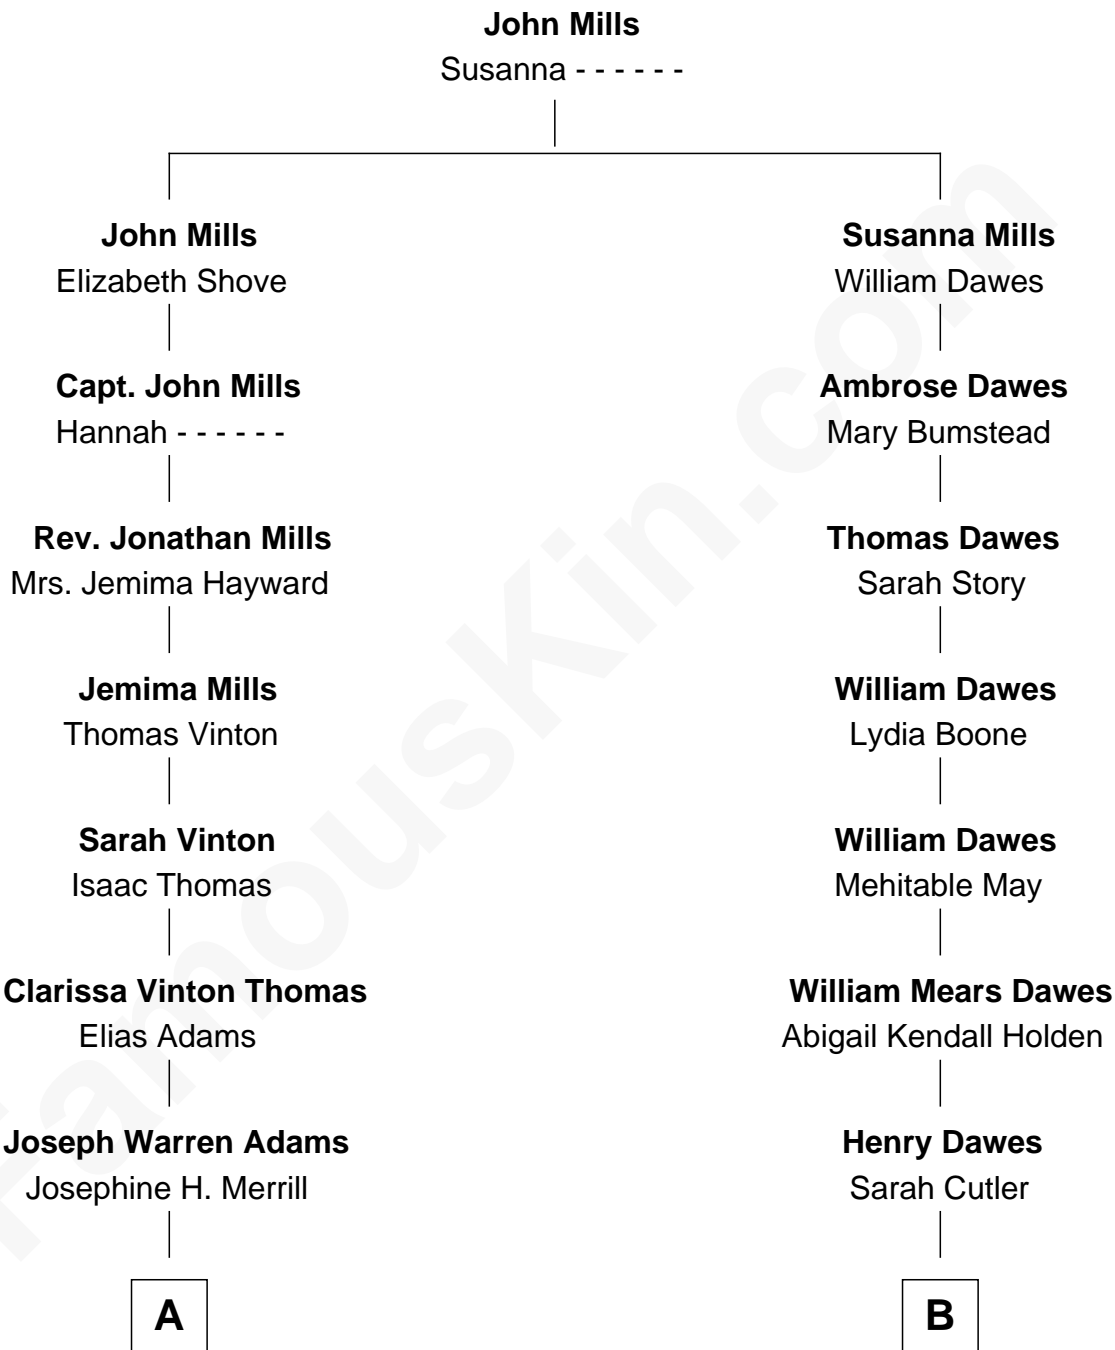 John Mills
Susanna - - - - - -
John Mills
Elizabeth Shove
Susanna Mills
William Dawes
Capt. John Mills
Hannah - - - - - -
Ambrose Dawes
Mary Bumstead
Rev. Jonathan Mills
Mrs. Jemima Hayward
Thomas Dawes
Sarah Story
Jemima Mills
Thomas Vinton
William Dawes
Lydia Boone
Sarah Vinton
Isaac Thomas
William Dawes
Mehitable May
Clarissa Vinton Thomas
Elias Adams
William Mears Dawes
Abigail Kendall Holden
Joseph Warren Adams
Josephine H. Merrill
Henry Dawes
Sarah Cutler
A
B
FamousKin.com